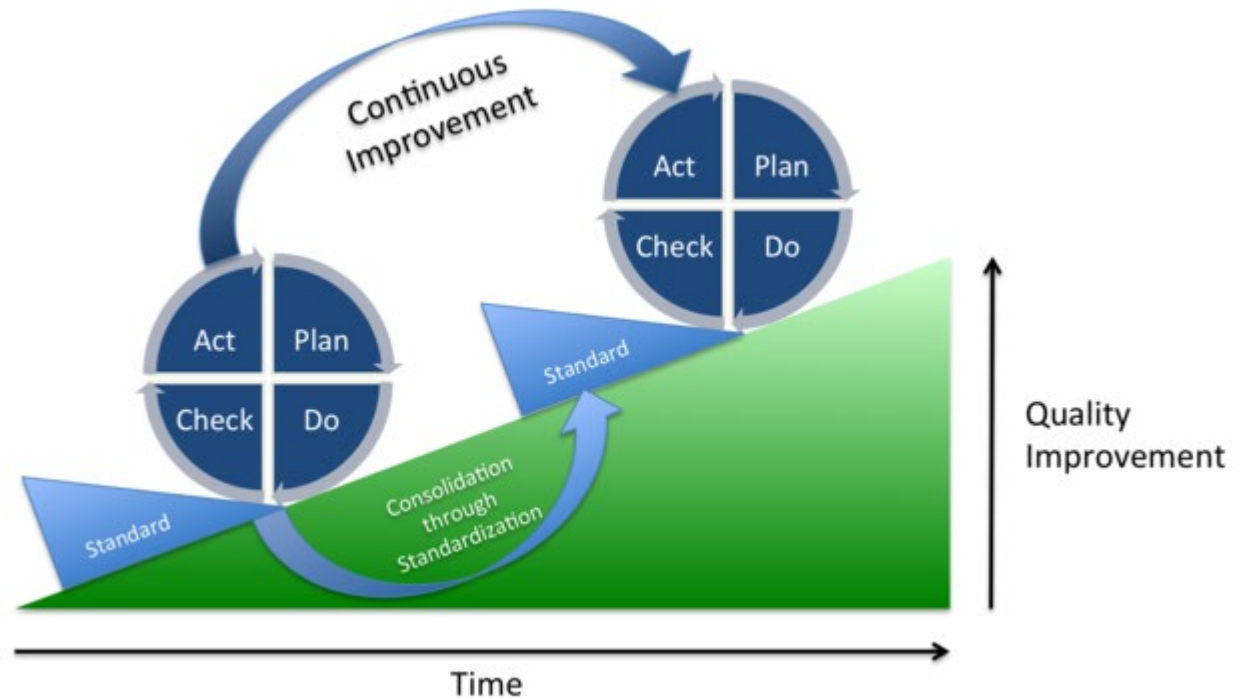 Continuous
Improvement
Act
Plan
Check
Do
Act
Plan
Check
Do
Standard
Standard
Consolidation
through
Standardization
Quality
Improvement
Time